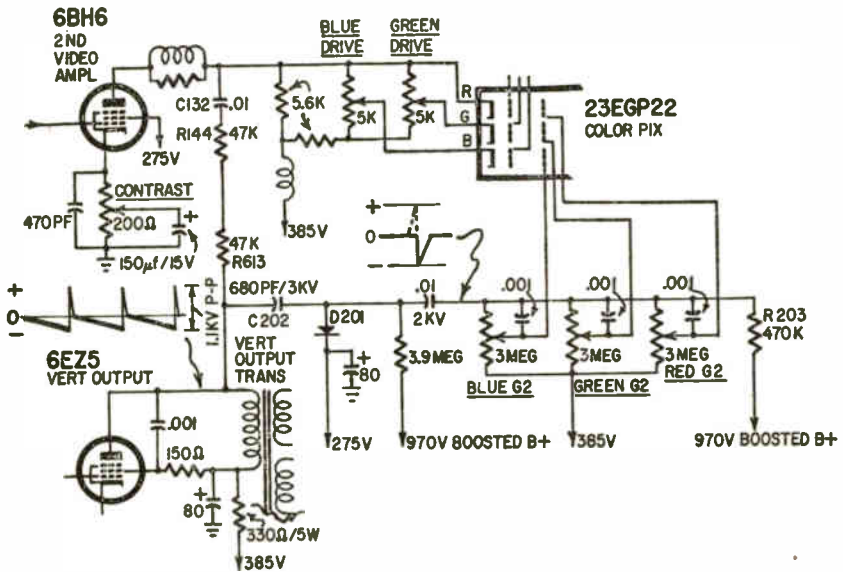 6BH6
2ND
VIDEO
AMPL
BLUE
DRIVE
GREEN
DRIVE
C132
.01
R144
47K
5.6K
5K
5K
R
G
B
23EGP22
COLOR PIX
275V
CONTRAST
470PF
200Ω
+
150µf/15V
385V
47K
R613
+
0
−
+
0
−
1.1KV P-P
680PF/3KV
C202
D201
.01
2KV
.001
.001
.001
R203
470K
6EZ5
VERT OUTPUT
VERT
OUTPUT
TRANS
+
80
3.9MEG
3MEG
BLUE G2
3MEG
GREEN G2
3MEG
RED G2
.001
150Ω
+
80
330Ω/5W
385V
275V
970V BOOSTED B+
385V
970V BOOSTED B+